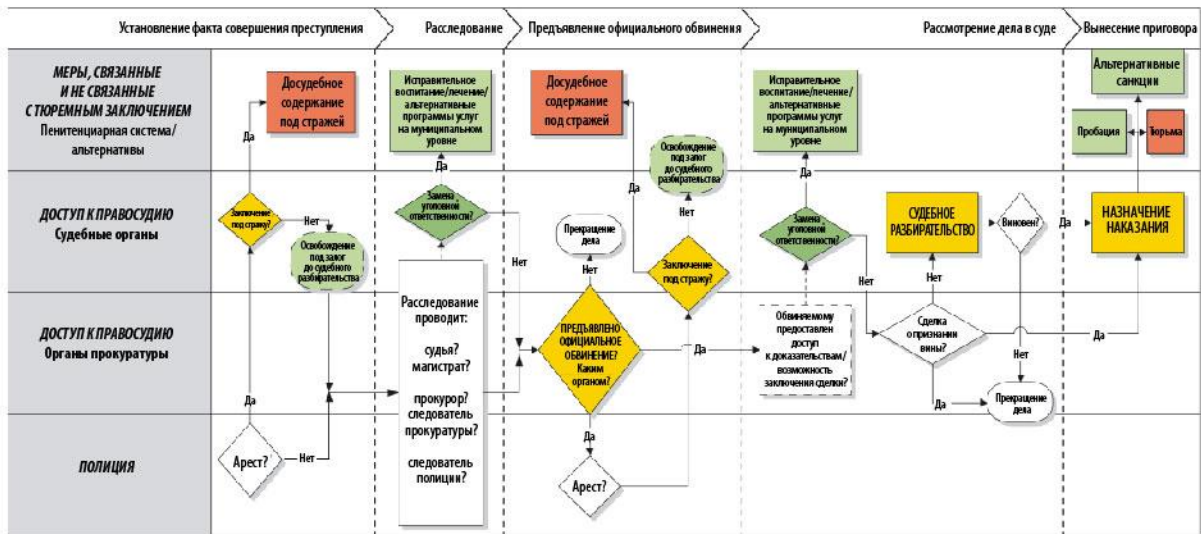 Установление факта совершения преступления
Расследование
Предъявление официального обвинения
Рассмотрение дела в суде
Вынесение приговора
МЕРЫ, СВЯЗАННЫЕ
И НЕ СВЯЗАННЫЕ
С ТЮРЕМНЫМ ЗАКЛЮЧЕНИЕМ
Пенитенциарная система/
альтернативы
Досудебное
содержание
под стражей
Да
Исправительное
воспитание/лечение/
альтернативные
программы услуг
на муниципальном
уровне
Да
Досудебное
содержание
под стражей
Освобождение
под залог
до судебного
разбирательства
Исправительное
воспитание/лечение/
альтернативные
программы услуг
на муниципальном
уровне
Да
Альтернативные
санкции
Пробация
Тюрьма
ДОСТУП К ПРАВОСУДИЮ
Судебные органы
Заключение
под стражу?
Нет
Освобождение
под залог
до судебного
разбирательства
Замена
уголовной
ответственности?
Нет
Прекращение
дела
Нет
Да
Нет
Заключение
под стражу?
Замена
уголовной
ответственности?
Нет
СУДЕБНОЕ
РАЗБИРАТЕЛЬСТВО
Виновен?
Да
НАЗНАЧЕНИЕ
НАКАЗАНИЯ
Нет
ДОСТУП К ПРАВОСУДИЮ
Органы прокуратуры
Да
Расследование
проводит:
судья?
магистрат?
прокурор?
следователь
прокуратуры?
следователь
полиции?
ПРЕДЪЯВЛЕНО
ОФИЦИАЛЬНОЕ
ОБВИНЕНИЕ?
Каким
органом?
Да
Обвиняемому
предоставлен
доступ
к доказательствам/
возможность
заключения сделки?
Сделка
о признании
вины?
Да
Нет
Да
Прекращение
дела
ПОЛИЦИЯ
Арест?
Нет
Да
Арест?